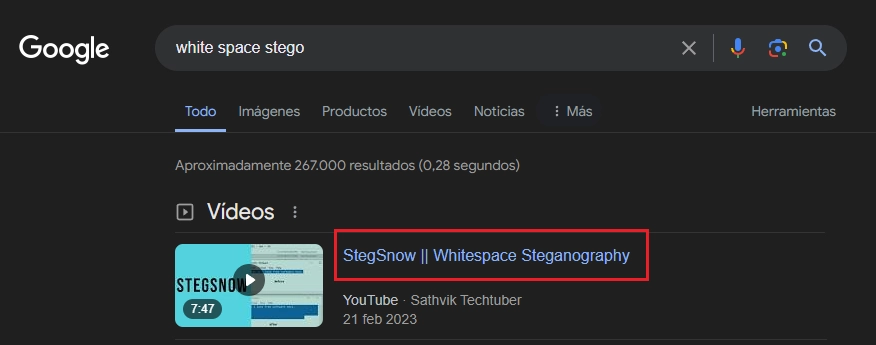 Google
white space stego
Todo Imágenes Productos Videos Noticias Más Herramientas
Aproximadamente 267.000 resultados (0,28 segundos)
Vídeos
StegSnow || Whitespace Steganography
STEGSNOW
7:47
YouTube · Sathvik Techtuber
21 feb 2023